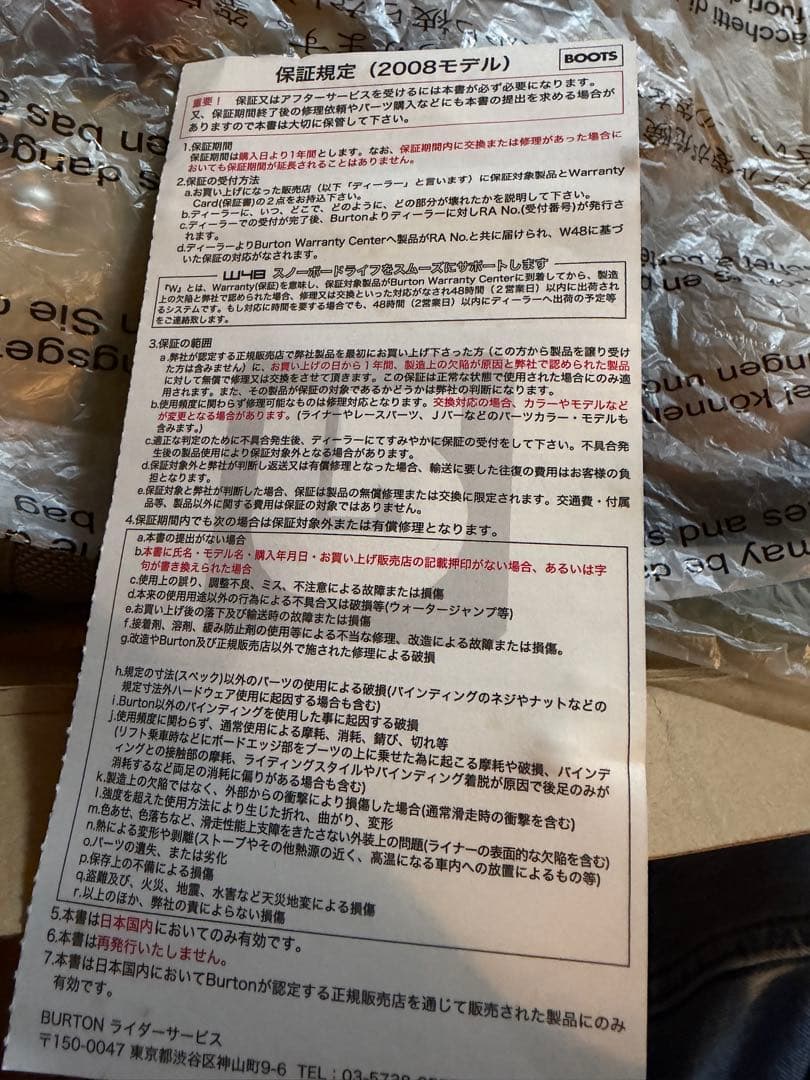 BOOTS
保証規定（2008モデル）
重要！ 保証又はアフターサービスを受けるには本書が必ず必要になります。
又、保証期間終了後の修理依頼やパーツ購入などにも本書の提出を求める場合が
ありますので本書は大切に保管して下さい。
1.保証期間
保証期間は購入日より1年間とします。なお、保証期間内に交換または修理があった場合に
おいても保証期間が延長されることはありません。
2.保証の受付方法
a.お買い上げになった販売店（以下「ディーラー」と言います）に保証対象製品とWarranty
Card(保証書)の２点をお持込下さい。
b.ディーラーに、いつ、どこで、どのように、どの部分が壊れたかを説明して下さい。
c.ディーラーでの受付が完了後、Burtonよりディーラーに対しRA No.(受付番号)が発行さ
れます。
d.ディーラーよりBurton Warranty Centerへ製品がRA No.と共に届けられ、W48に基づ
いた保証の対応がなされます。
W48 スノーボードライフをスムーズにサポートします
『W』とは、Warranty(保証)を意味し、保証対象製品がBurton Warranty Centerに到着してから、製造
上の欠陥と弊社で認められた場合、修理又は交換といった対応がなされ48時間（２営業日）以内に出荷され
るシステムです。もし対応に時間を要する場合でも、48時間（２営業日）以内にディーラーへ出荷の予定等
をご連絡致します。
3.保証の範囲
a.弊社が認定する正規販売店で弊社製品を最初にお買い上げ下さった方（この方から製品を譲り受け
た方は含みません）に、お買い上げの日から１年間、製造上の欠陥が原因と弊社で認められた製品
に対して無償で修理又は交換をさせて頂きます。この保証は正常な状態で使用された場合にのみ適
用されます。また、その製品が保証の対象であるかどうかは弊社の判断になります。
b.使用頻度に関わらず修理可能なものは修理対応となります。交換対応の場合、カラーやモデルなど
が変更となる場合があります。(ライナーやレースパーツ、Ｊバーなどのパーツカラー・モデルも
含みます。)
c.適正な判定のために不具合発生後、ディーラーにてすみやかに保証の受付をして下さい。不具合発
生後の製品使用により保証対象外となる場合があります。
d.保証対象外と弊社が判断し返送又は有償修理となった場合、輸送に要した往復の費用はお客様の負
担となります。
e.保証対象と弊社が判断した場合、保証は製品の無償修理または交換に限定されます。交通費・付属
品等、製品以外に関する費用は保証の対象ではありません。
4.保証期間内でも次の場合は保証対象外または有償修理となります。
a.本書の提出がない場合
b.本書に氏名・モデル名・購入年月日・お買い上げ販売店の記載押印がない場合、あるいは字
句が書き換えられた場合
c.使用上の誤り、調整不良、ミス、不注意による故障または損傷
d.本来の使用用途以外の行為による不具合又は破損等(ウォータージャンプ等)
e.お買い上げ後の落下及び輸送時の故障または損傷
f.接着剤、溶剤、緩み防止剤の使用等による不当な修理、改造による故障または損傷。
g.改造やBurton及び正規販売店以外で施された修理による破損
h.規定の寸法(スペック)以外のパーツの使用による破損(バインディングのネジやナットなどの
規定寸法外ハードウェア使用に起因する場合も含む)
i.Burton以外のバインディングを使用した事に起因する破損
j.使用頻度に関わらず、通常使用による摩耗、消耗、錆び、切れ等
(リフト乗車時などにボードエッジ部をブーツの上に乗せた為に起こる摩耗や破損、バインデ
ィングとの接触部の摩耗、ライディングスタイルやバインディング着脱が原因で後足のみが
消耗するなど両足の消耗に偏りがある場合も含む)
k.製造上の欠陥ではなく、外部からの衝撃により損傷した場合(通常滑走時の衝撃を含む)
l.強度を超えた使用方法により生じた折れ、曲がり、変形
m.色あせ、色落ちなど、滑走性能上支障をきたさない外装上の問題(ライナーの表面的な欠陥を含む)
n.熱による変形や剥離(ストーブやその他熱源の近く、高温になる車内への放置によるもの等)
o.パーツの遺失、または劣化
p.保存上の不備による損傷
q.盗難及び、火災、地震、水害など天災地変による損傷
r.以上のほか、弊社の責によらない損傷
5.本書は日本国内においてのみ有効です。
6.本書は再発行いたしません。
7.本書は日本国内においてBurtonが認定する正規販売店を通じて販売された製品にのみ
有効です。
BURTON ライダーサービス
〒150-0047 東京都渋谷区神山町9-6 TEL：03-5738